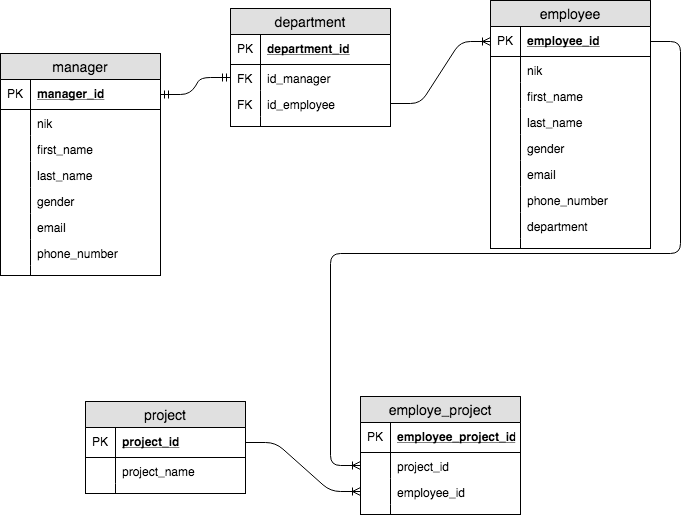 manager
PK manager_id
nik
first_name
last_name
gender
email
phone_number
department
PK department_id
FK id_manager
FK id_employee
employee
PK employee_id
nik
first_name
last_name
gender
email
phone_number
department
project
PK project_id
project_name
employe_project
PK employee_project_id
project_id
employee_id